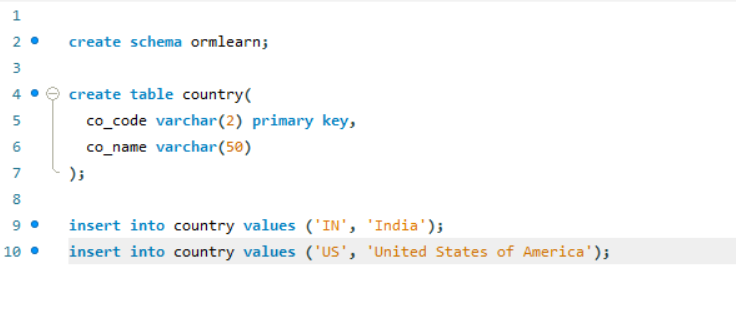 1
2 create schema ormlearn;
3
4 create table country(
5 co_code varchar(2) primary key,
6 co_name varchar(50)
7 );
8
9 insert into country values ('IN', 'India');
10 insert into country values ('US', 'United States of America');